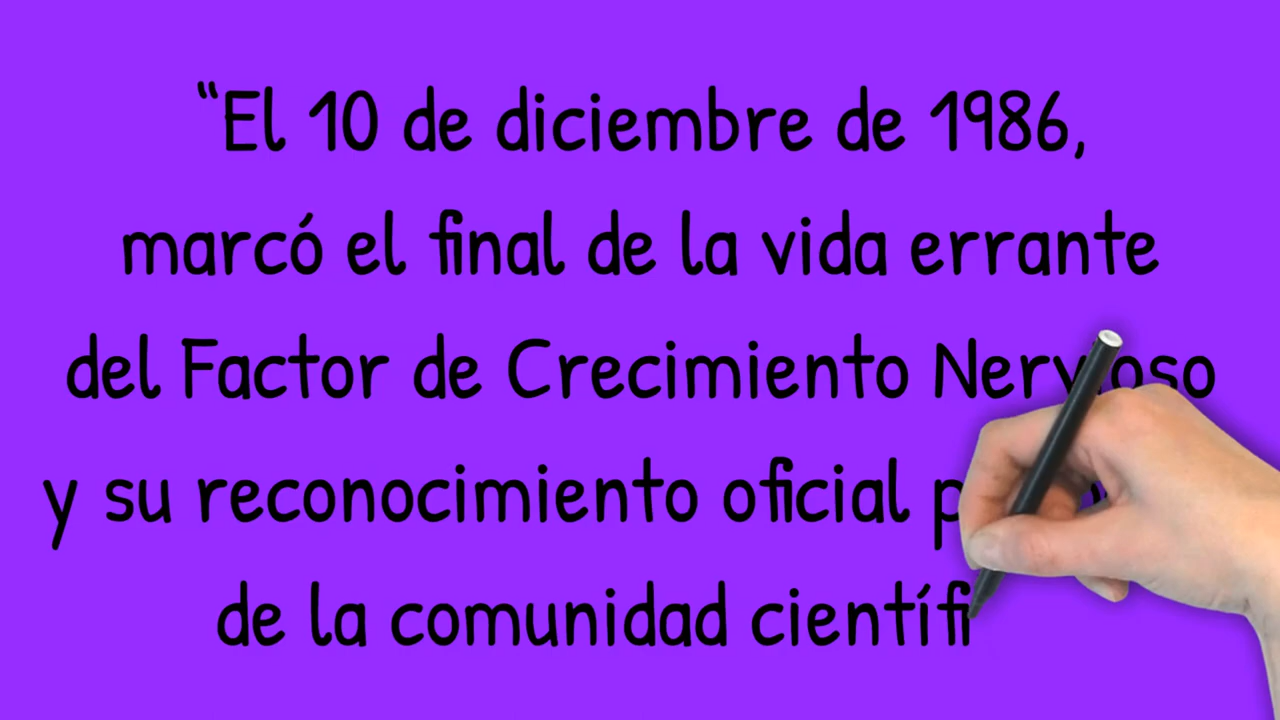 “El 10 de diciembre de 1986,
marcó el final de la vida errante
del Factor de Crecimiento
y su reconocimiento oficial
de la comunidad científi